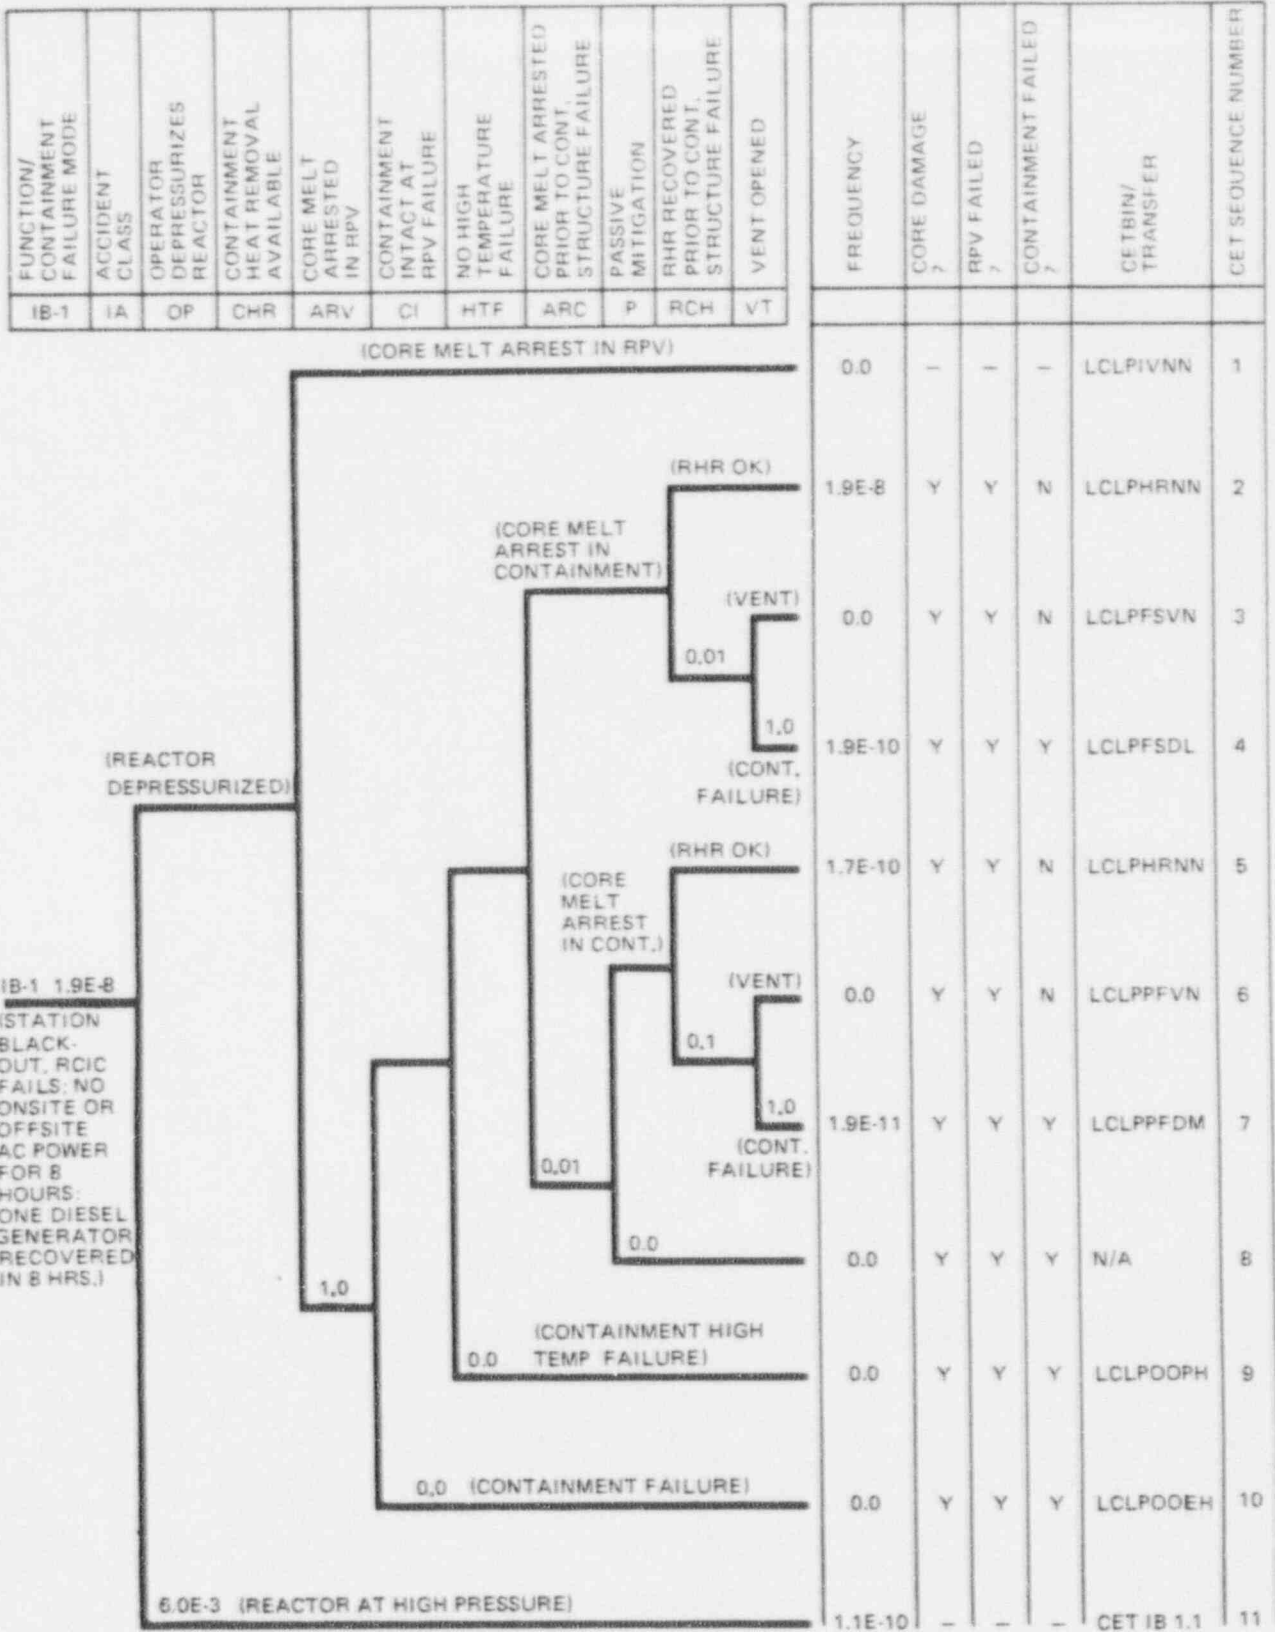 FUNCTION/
CONTAINMENT
FAILURE MODE
ACCIDENT
CLASS
OPERATOR
DEPRESSURIZES
REACTOR
CONTAINMENT
HEAT REMOVAL
AVAILABLE
CORE MELT
ARRESTED
IN RPV
CONTAINMENT
INTACT AT
RPV FAILURE
NO HIGH
TEMPERATURE
FAILURE
CORE MELT ARRESTED
PRIOR TO CONT.
STRUCTURE FAILURE
PASSIVE
MITIGATION
RHR RECOVERED
PRIOR TO CONT.
STRUCTURE FAILURE
VENT OPENED
FREQUENCY
CORE DAMAGE
?
RPV FAILED
?
CONTAINMENT FAILED
?
CETBIN/
TRANSFER
CET SEQUENCE NUMBER
IB-1 IA OP CHR ARV CI HTF ARC P RCH VT
(CORE MELT ARREST IN RPV)
0.0 – – – LCLPIVNN 1
(RHR OK)
1.9E-8 Y Y N LCLPHRNN 2
(CORE MELT
ARREST IN
CONTAINMENT)
(VENT)
0.0 Y Y N LCLPFSVN 3
0.01
1.0
1.9E-10 Y Y Y LCLPFSDL 4
(CONT.
FAILURE)
(REACTOR
DEPRESSURIZED)
(RHR OK)
1.7E-10 Y Y N LCLPHRNN 5
(CORE
MELT
ARREST
IN CONT.)
(VENT)
0.0 Y Y N LCLPPFVN 6
0.1
1.0
1.9E-11 Y Y Y LCLPPFDM 7
(CONT.
FAILURE)
0.01
IB-1 1.9E-8
(STATION
BLACK-
OUT, RCIC
FAILS; NO
ONSITE OR
OFFSITE
AC POWER
FOR 8
HOURS:
ONE DIESEL
GENERATOR
RECOVERED
IN 8 HRS.)
0.0
0.0 Y Y Y N/A 8
1.0
(CONTAINMENT HIGH
0.0 TEMP FAILURE)
0.0 Y Y Y LCLPOOPH 9
0.0 (CONTAINMENT FAILURE)
0.0 Y Y Y LCLPOOEH 10
6.0E-3 (REACTOR AT HIGH PRESSURE)
1.1E-10 – – – CET IB 1.1 11